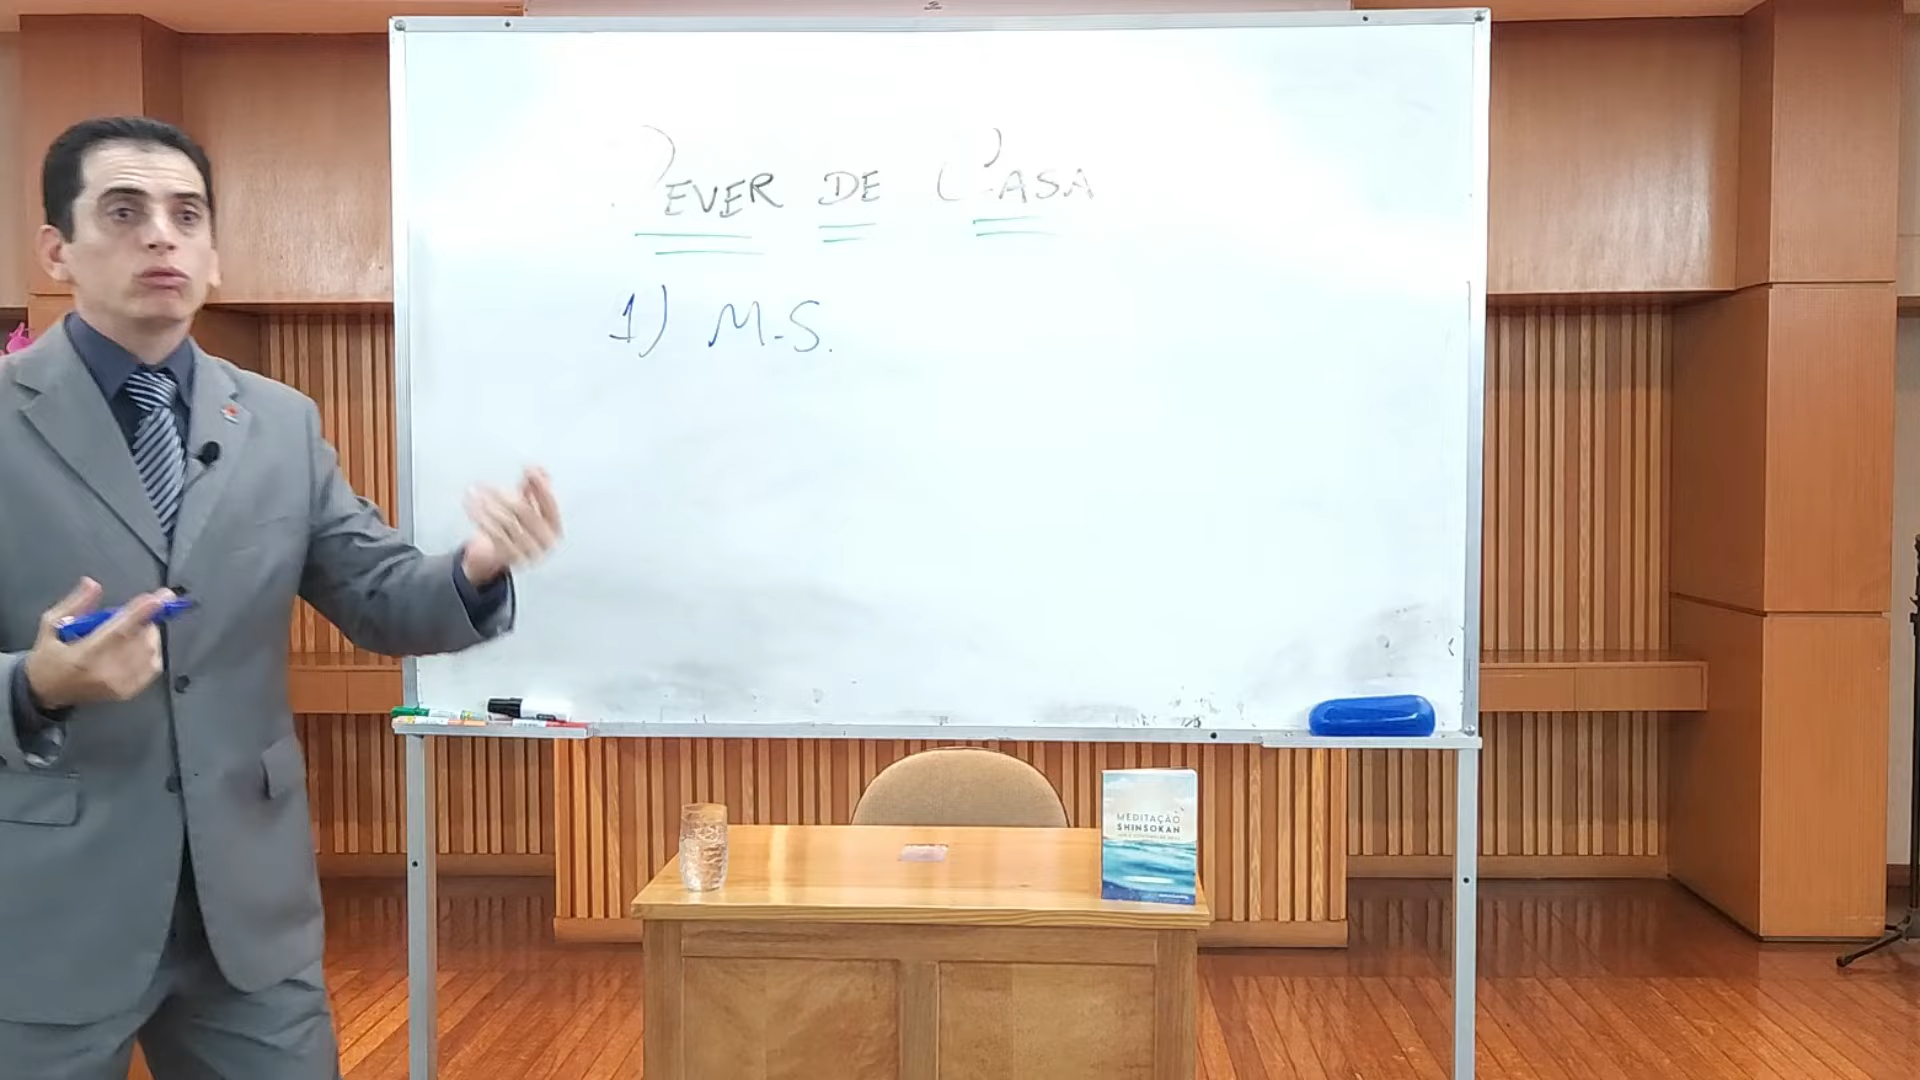 DEVER DE CASA
1) M.S.
MEDITAÇÃO
SHINSOKAN